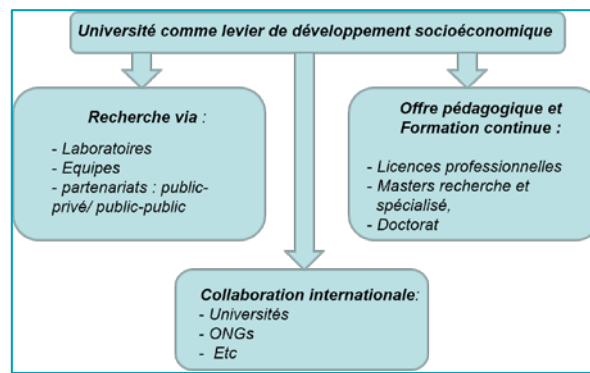 Université comme levier de développement socioéconomique
Recherche via :
- Laboratoires
- Equipes
- partenariats : public-
privé/ public-public
Offre pédagogique et
Formation continue :
- Licences professionnelles
- Masters recherche et
spécialisé,
- Doctorat
Collaboration internationale:
- Universités
- ONGs
- Etc